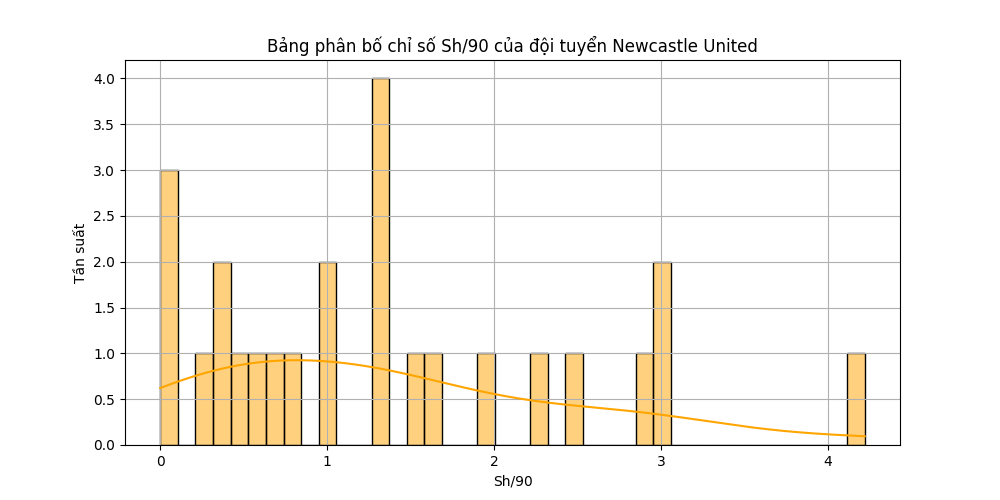 Bảng phân bố chỉ số Sh/90 của đội tuyển Newcastle United
4.0
3.5
3.0
2.5
2.0
1.5
1.0
0.5
0.0
Tần suất
0 1 2 3 4
Sh/90